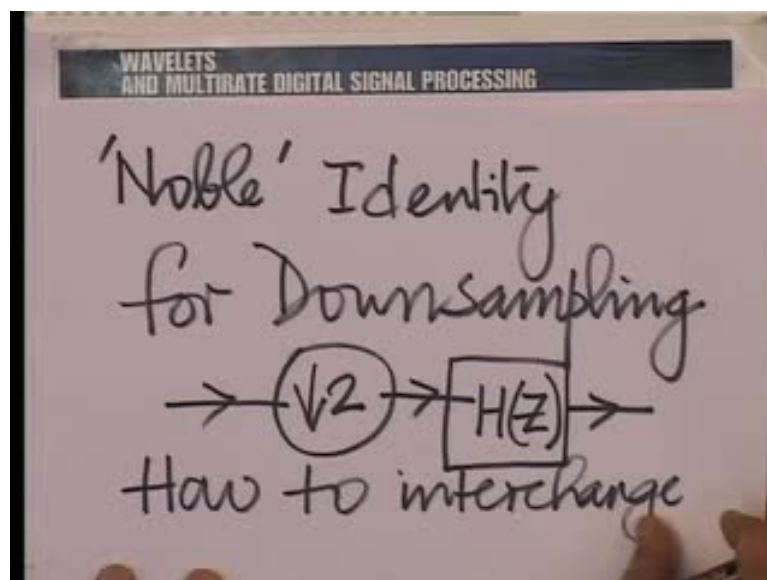 WAVELETS
AND MULTIRATE DIGITAL SIGNAL PROCESSING
'Noble' Identity
for Downsampling
↓2 H(Z)
How to interchange